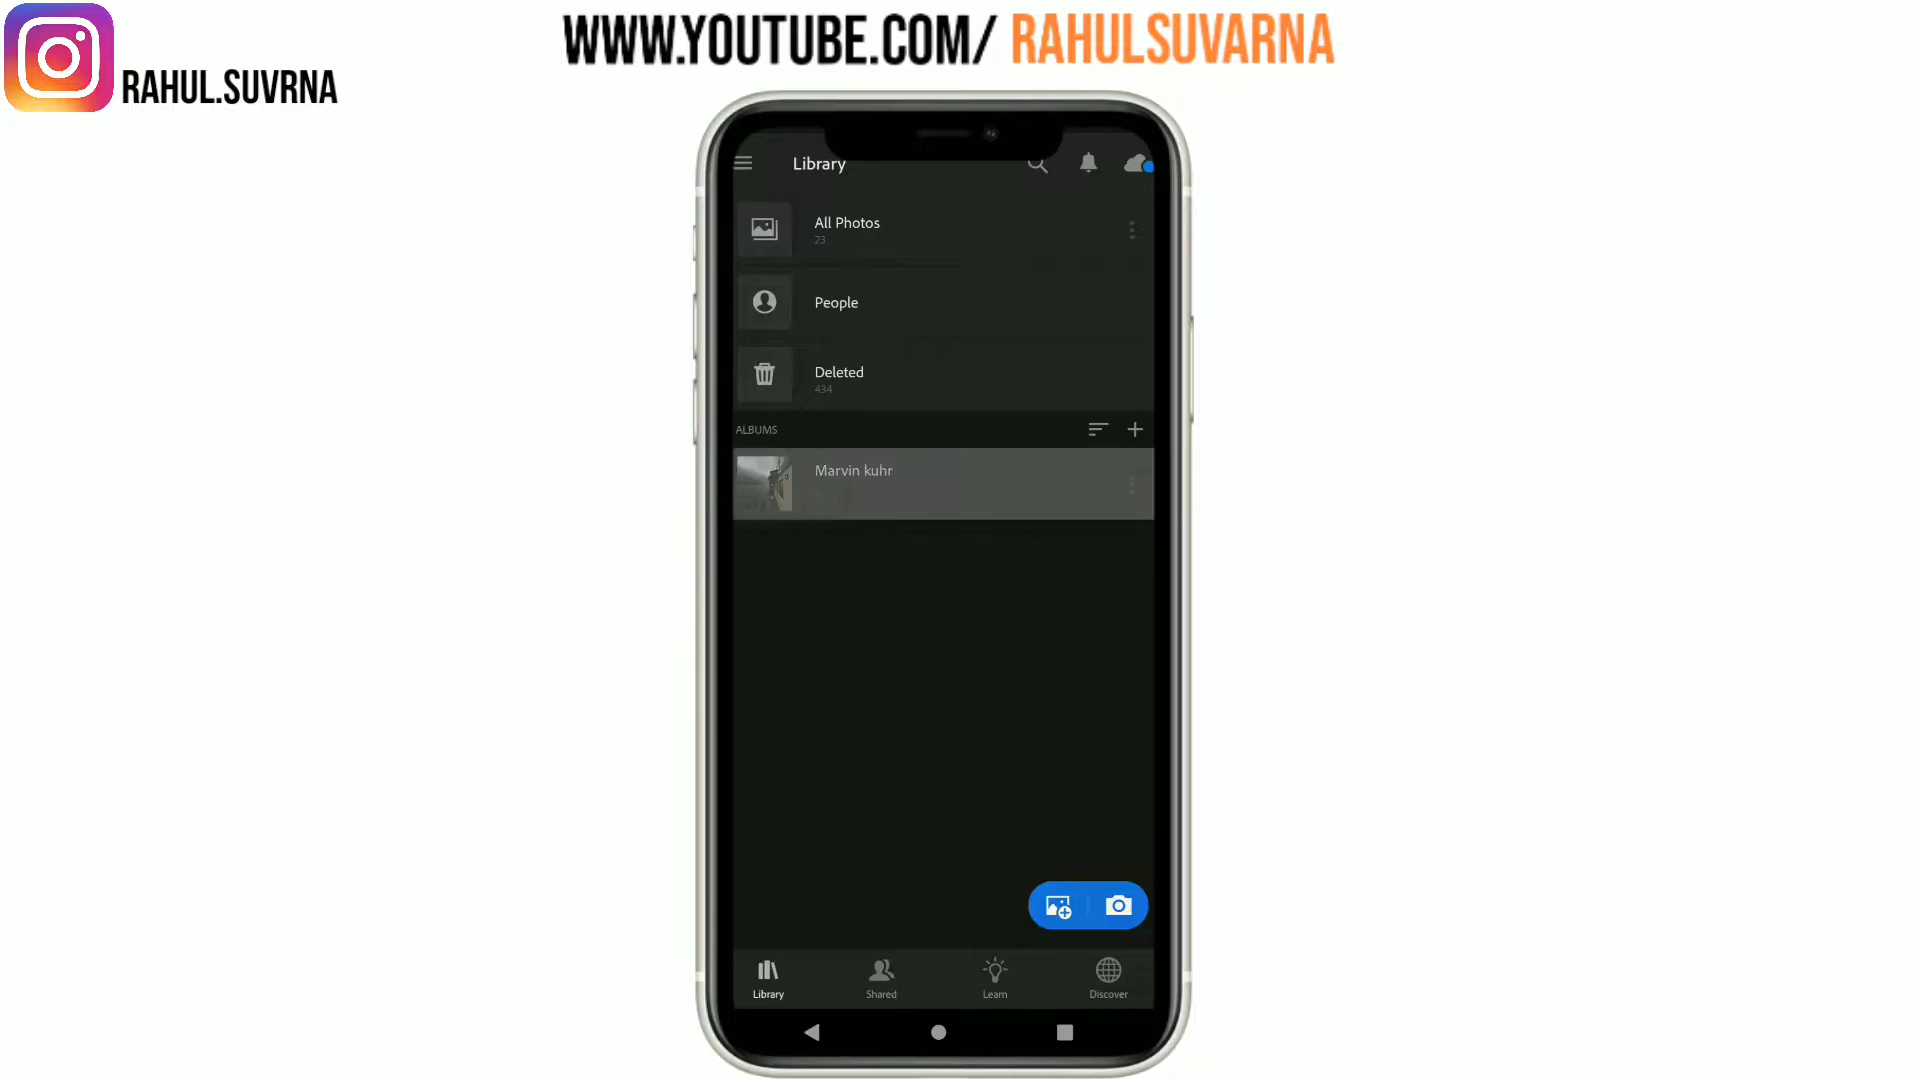 WWW.YOUTUBE.COM/ RAHULSUVARNA
RAHUL.SUVRNA
Library
All Photos
23
People
Deleted
434
ALBUMS
Marvin kuhr
Library
Shared
Learn
Discover